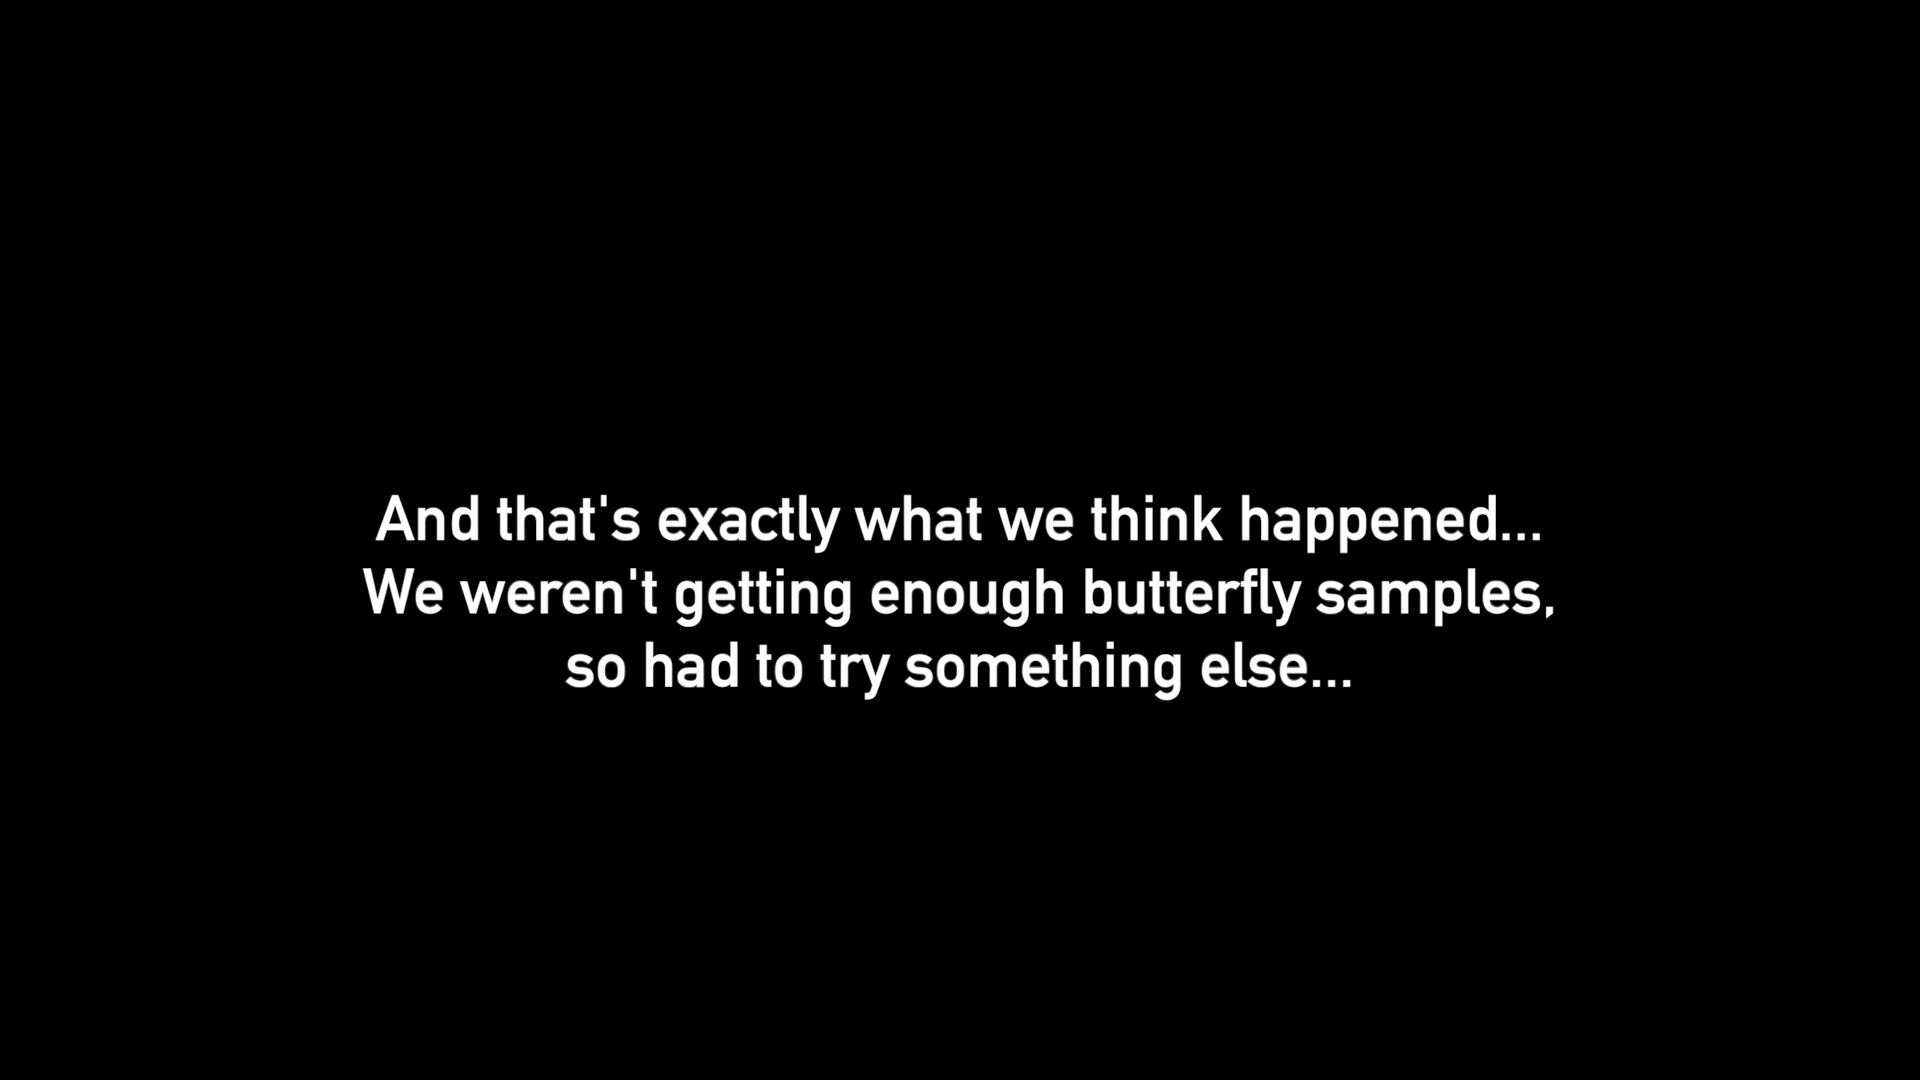 And that's exactly what we think happened...
We weren't getting enough butterfly samples,
so had to try something else...